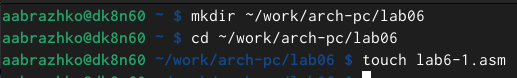 aabrazhko@dk8n60 ~ $ mkdir ~/work/arch-pc/lab06
aabrazhko@dk8n60 ~ $ cd ~/work/arch-pc/lab06
aabrazhko@dk8n60 ~/work/arch-pc/lab06 $ touch lab6-1.asm